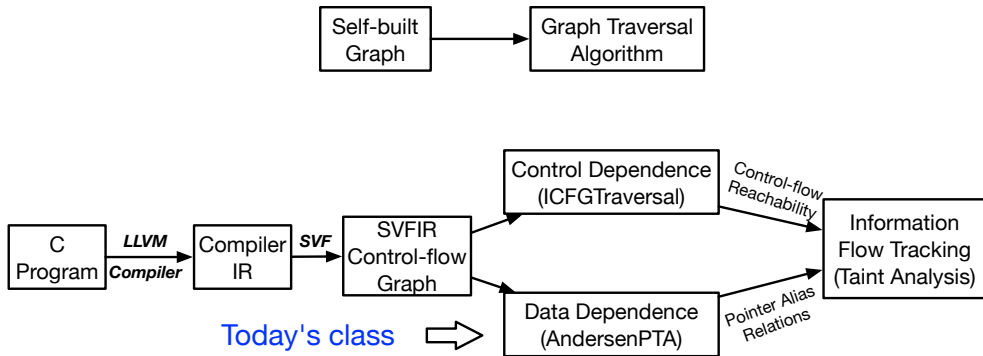 Self-built
Graph
Graph Traversal
Algorithm
Control Dependence
(ICFGTraversal)
Control-flow
Reachability
C
Program
LLVM
Compiler
Compiler
IR
SVF
SVFIR
Control-flow
Graph
Information
Flow Tracking
(Taint Analysis)
Today's class
Data Dependence
(AndersenPTA)
Pointer Alias
Relations